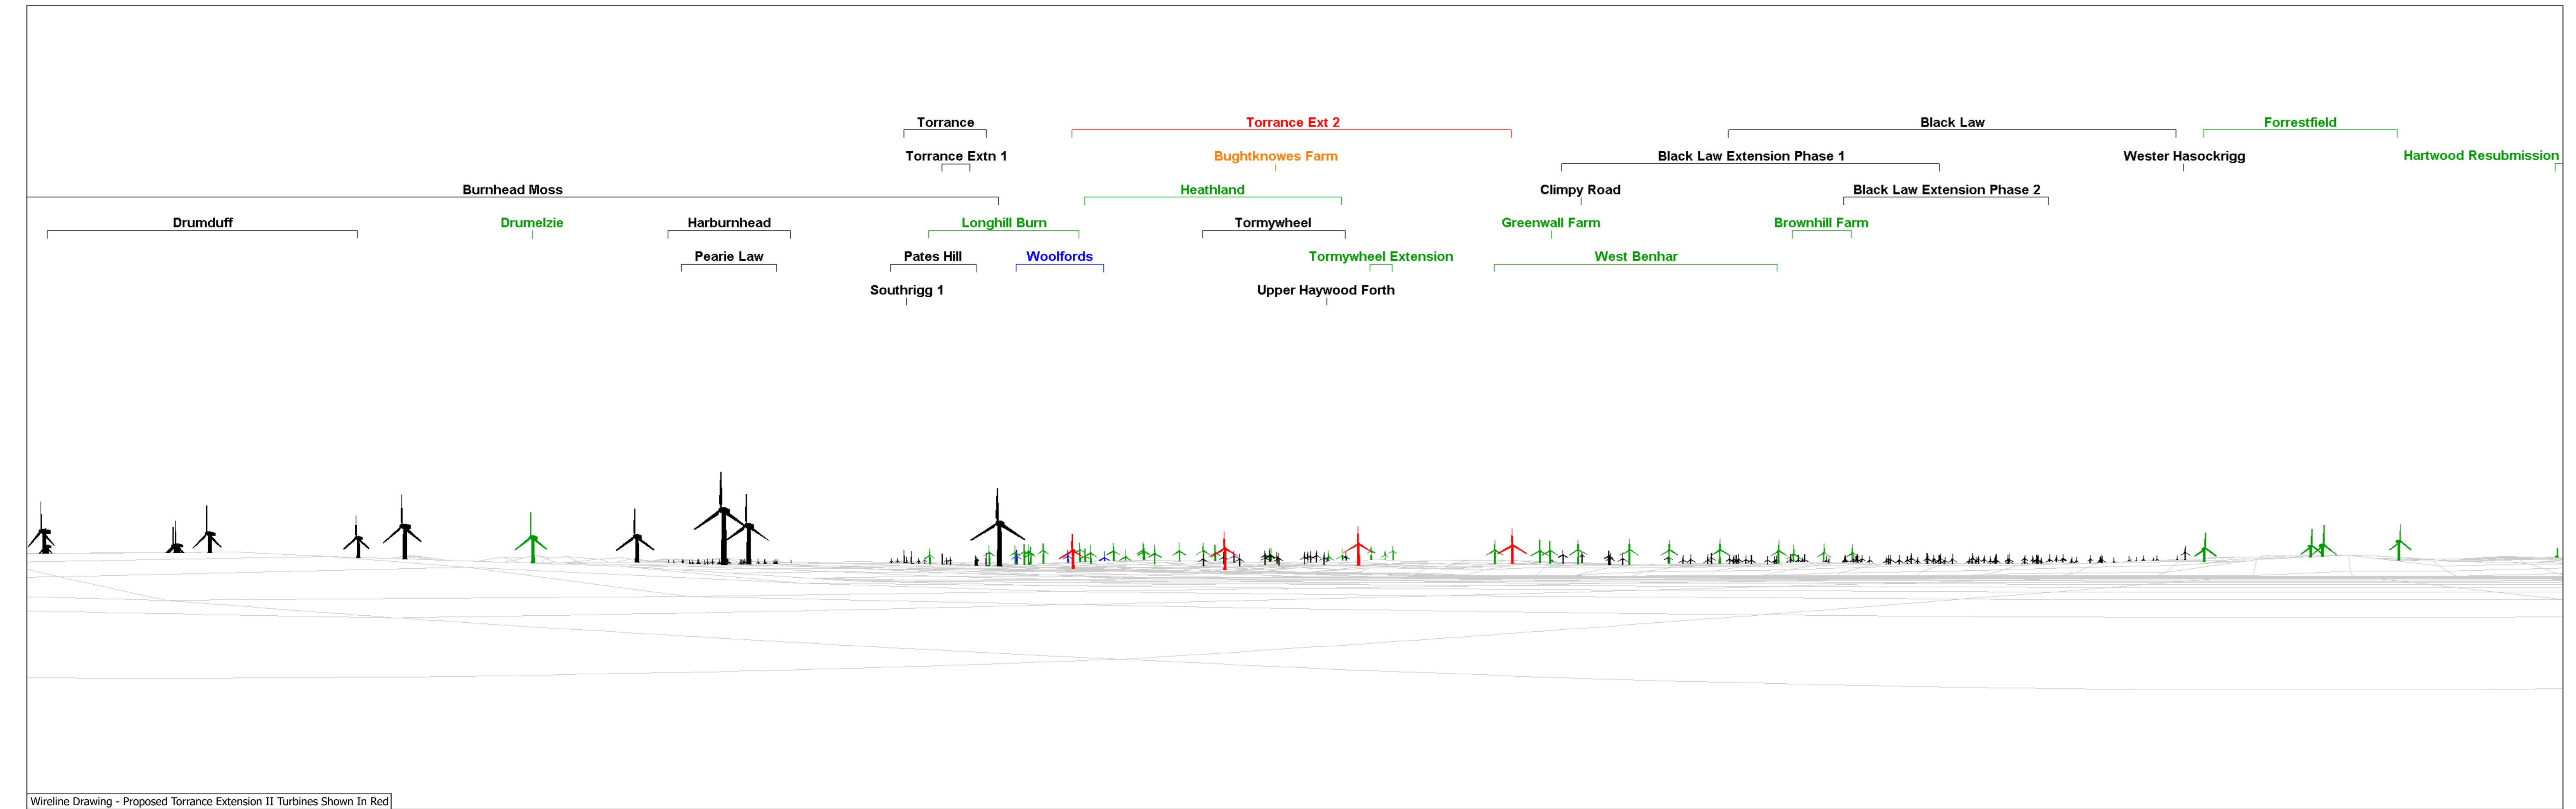 Torrance
Torrance Ext 2
Black Law
Forrestfield
Torrance Extn 1
Bughtknowes Farm
Black Law Extension Phase 1
Wester Hasockrigg
Hartwood Resubmission
Burnhead Moss
Heathland
Climpy Road
Black Law Extension Phase 2
Drumduff
Drumelzie
Harburnhead
Longhill Burn
Tormywheel
Greenwall Farm
Brownhill Farm
Pearie Law
Pates Hill
Woolfords
Tormywheel Extension
West Benhar
Southrigg 1
Upper Haywood Forth
Wireline Drawing - Proposed Torrance Extension II Turbines Shown In Red